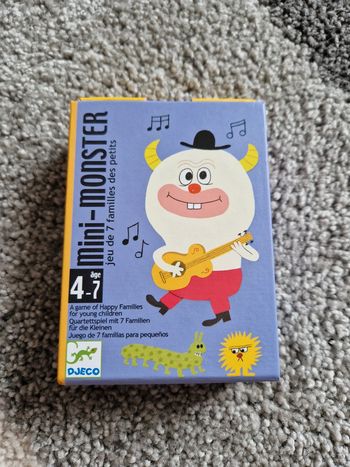 mini-MONSTER
jeu de 7 familles des petits
âge
4-7
A game of Happy Families
for young children
Quartettspiel mit 7 Familien
für die Kleinen
Juego de 7 familias para pequeños
DJECO